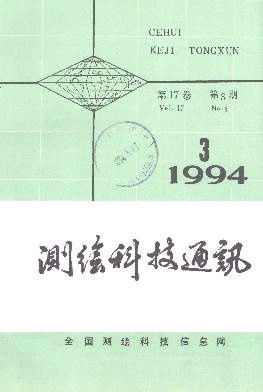 CEHUI
KEJI TONGXUN
第17卷 第3期
Vol. 17 No. 3
3
1994
测绘科技通讯
全国测绘科技信息网